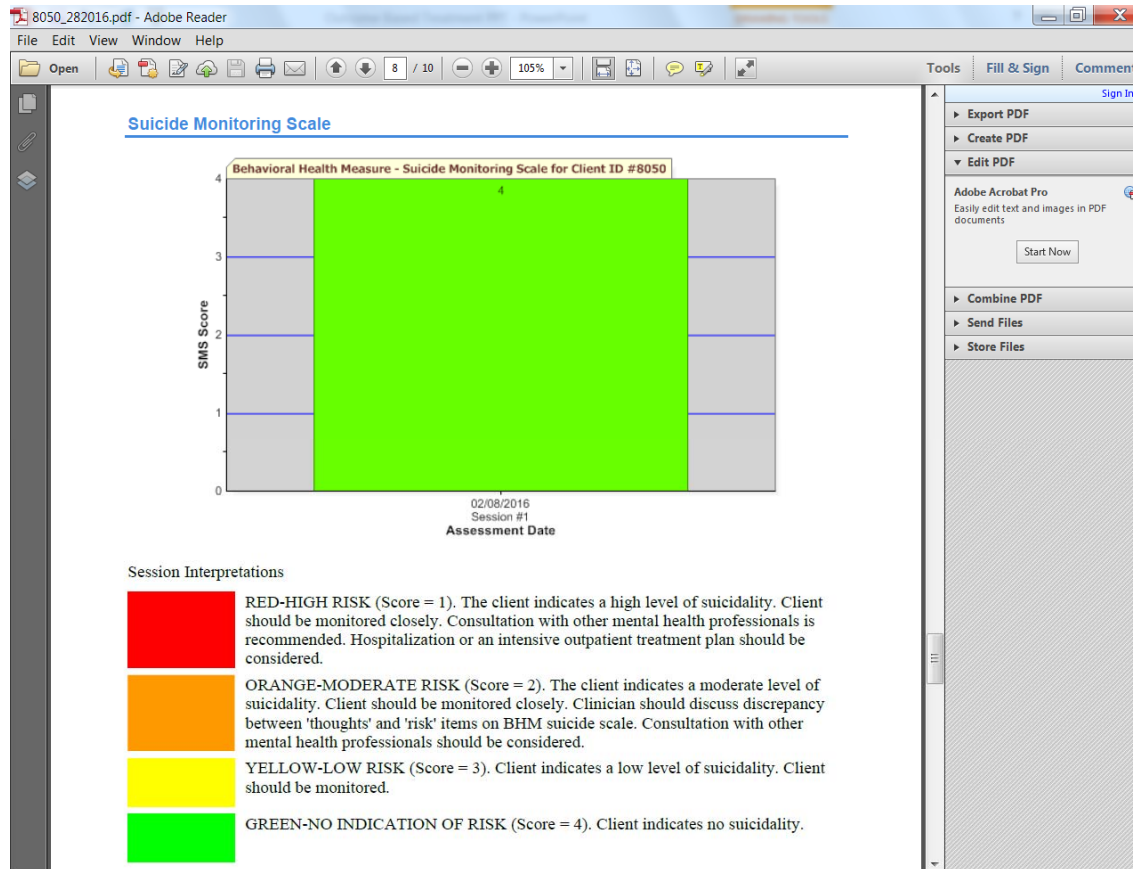 8050_282016.pdf - Adobe Reader
File Edit View Window Help
Open 8 / 10 105% Tools Fill & Sign Comment
Sign In
Suicide Monitoring Scale
Behavioral Health Measure - Suicide Monitoring Scale for Client ID #8050
4
4
3
2
1
0
SMS Score
02/08/2016
Session #1
Assessment Date
Session Interpretations
RED-HIGH RISK (Score = 1). The client indicates a high level of suicidality. Client
should be monitored closely. Consultation with other mental health professionals is
recommended. Hospitalization or an intensive outpatient treatment plan should be
considered.
ORANGE-MODERATE RISK (Score = 2). The client indicates a moderate level of
suicidality. Client should be monitored closely. Clinician should discuss discrepancy
between 'thoughts' and 'risk' items on BHM suicide scale. Consultation with other
mental health professionals should be considered.
YELLOW-LOW RISK (Score = 3). Client indicates a low level of suicidality. Client
should be monitored.
GREEN-NO INDICATION OF RISK (Score = 4). Client indicates no suicidality.
Export PDF
Create PDF
Edit PDF
Adobe Acrobat Pro
Easily edit text and images in PDF
documents
Start Now
Combine PDF
Send Files
Store Files